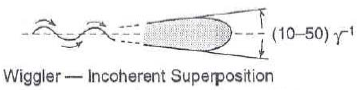 (10–50) γ⁻¹
Wiggler — Incoherent Superposition